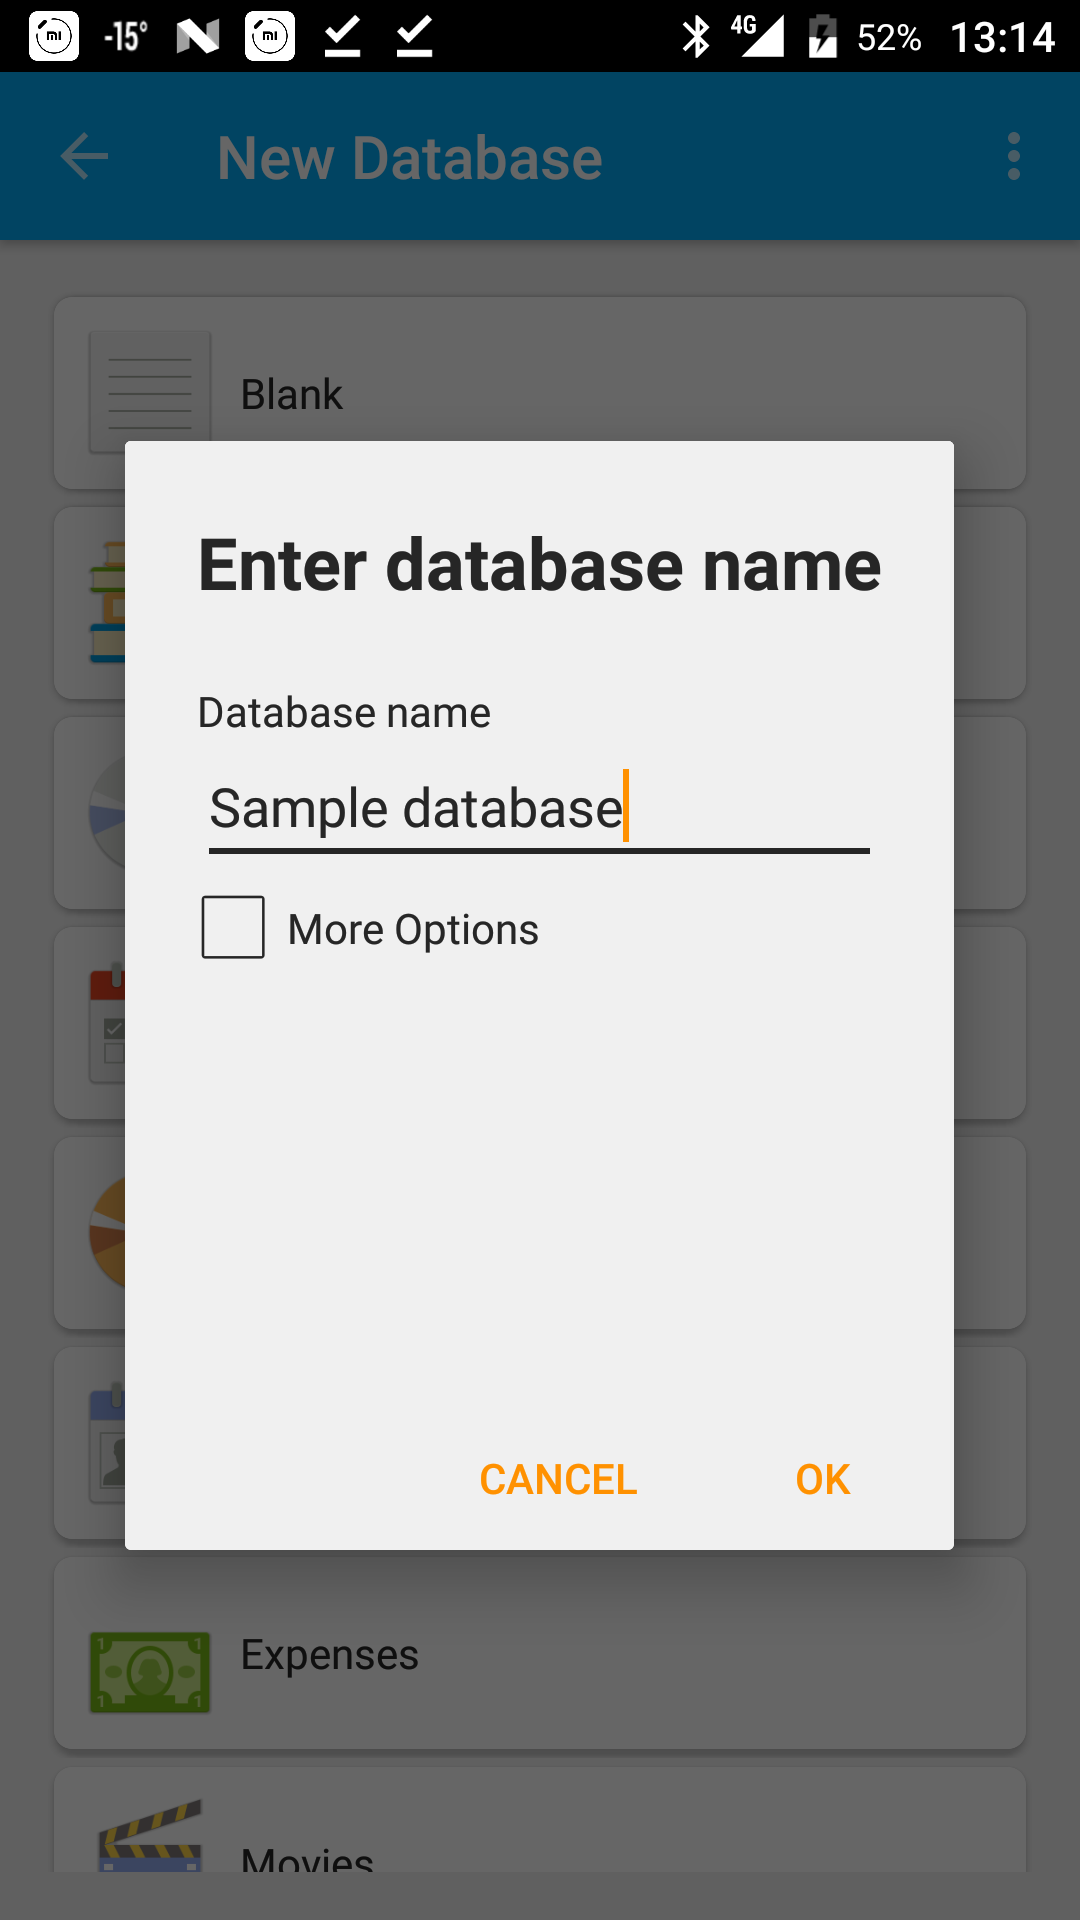 -15° 4G 52% 13:14
New Database
Blank
Enter database name
Database name
Sample database
More Options
CANCEL OK
Expenses
Movies